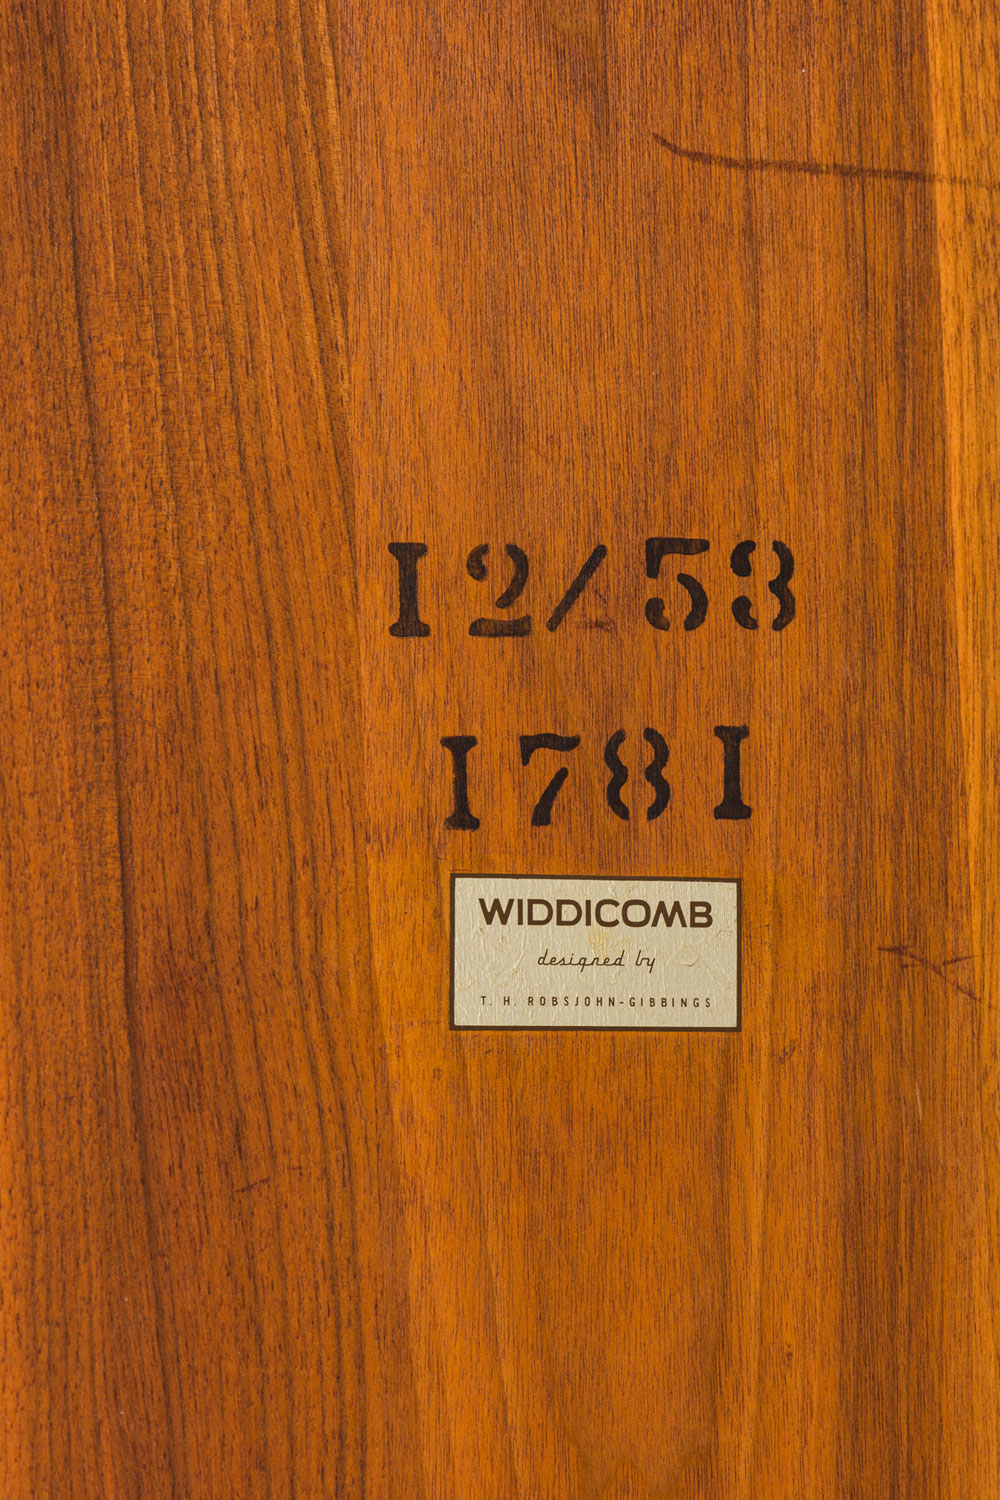 12/53
1781
WIDDICOMB
designed by
T. H. ROBSJOHN-GIBBINGS